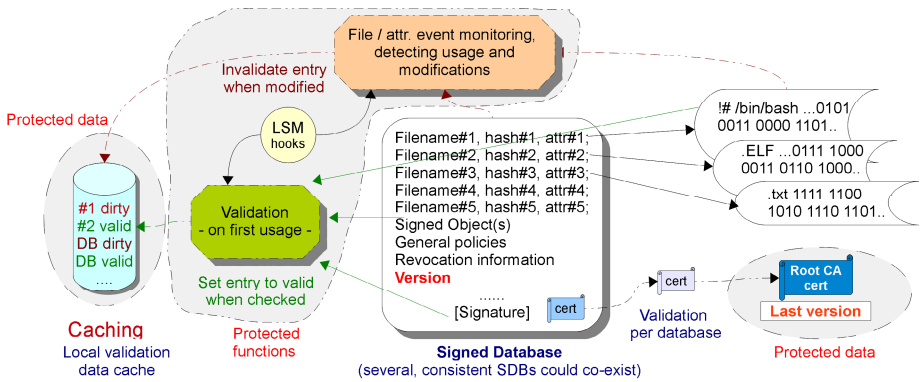 File / attr. event monitoring,
detecting usage and
modifications
Invalidate entry
when modified
Protected data
LSM
hooks
!# /bin/bash ...0101
0011 0000 1101..
.ELF ...0111 1000
0011 0110 1000..
.txt 1111 1100
1010 1110 1101..
Filename#1, hash#1, attr#1;
Filename#2, hash#2, attr#2;
Filename#3, hash#3, attr#3;
Filename#4, hash#4, attr#4;
Filename#5, hash#5, attr#5;
Signed Object(s)
General policies
Revocation information
Version
......
[Signature]
cert
#1 dirty
#2 valid
DB dirty
DB valid
....
Validation
- on first usage -
Set entry to valid
when checked
Caching
Local validation
data cache
Protected
functions
Signed Database
(several, consistent SDBs could co-exist)
cert
Validation
per database
Root CA
cert
Last version
Protected data